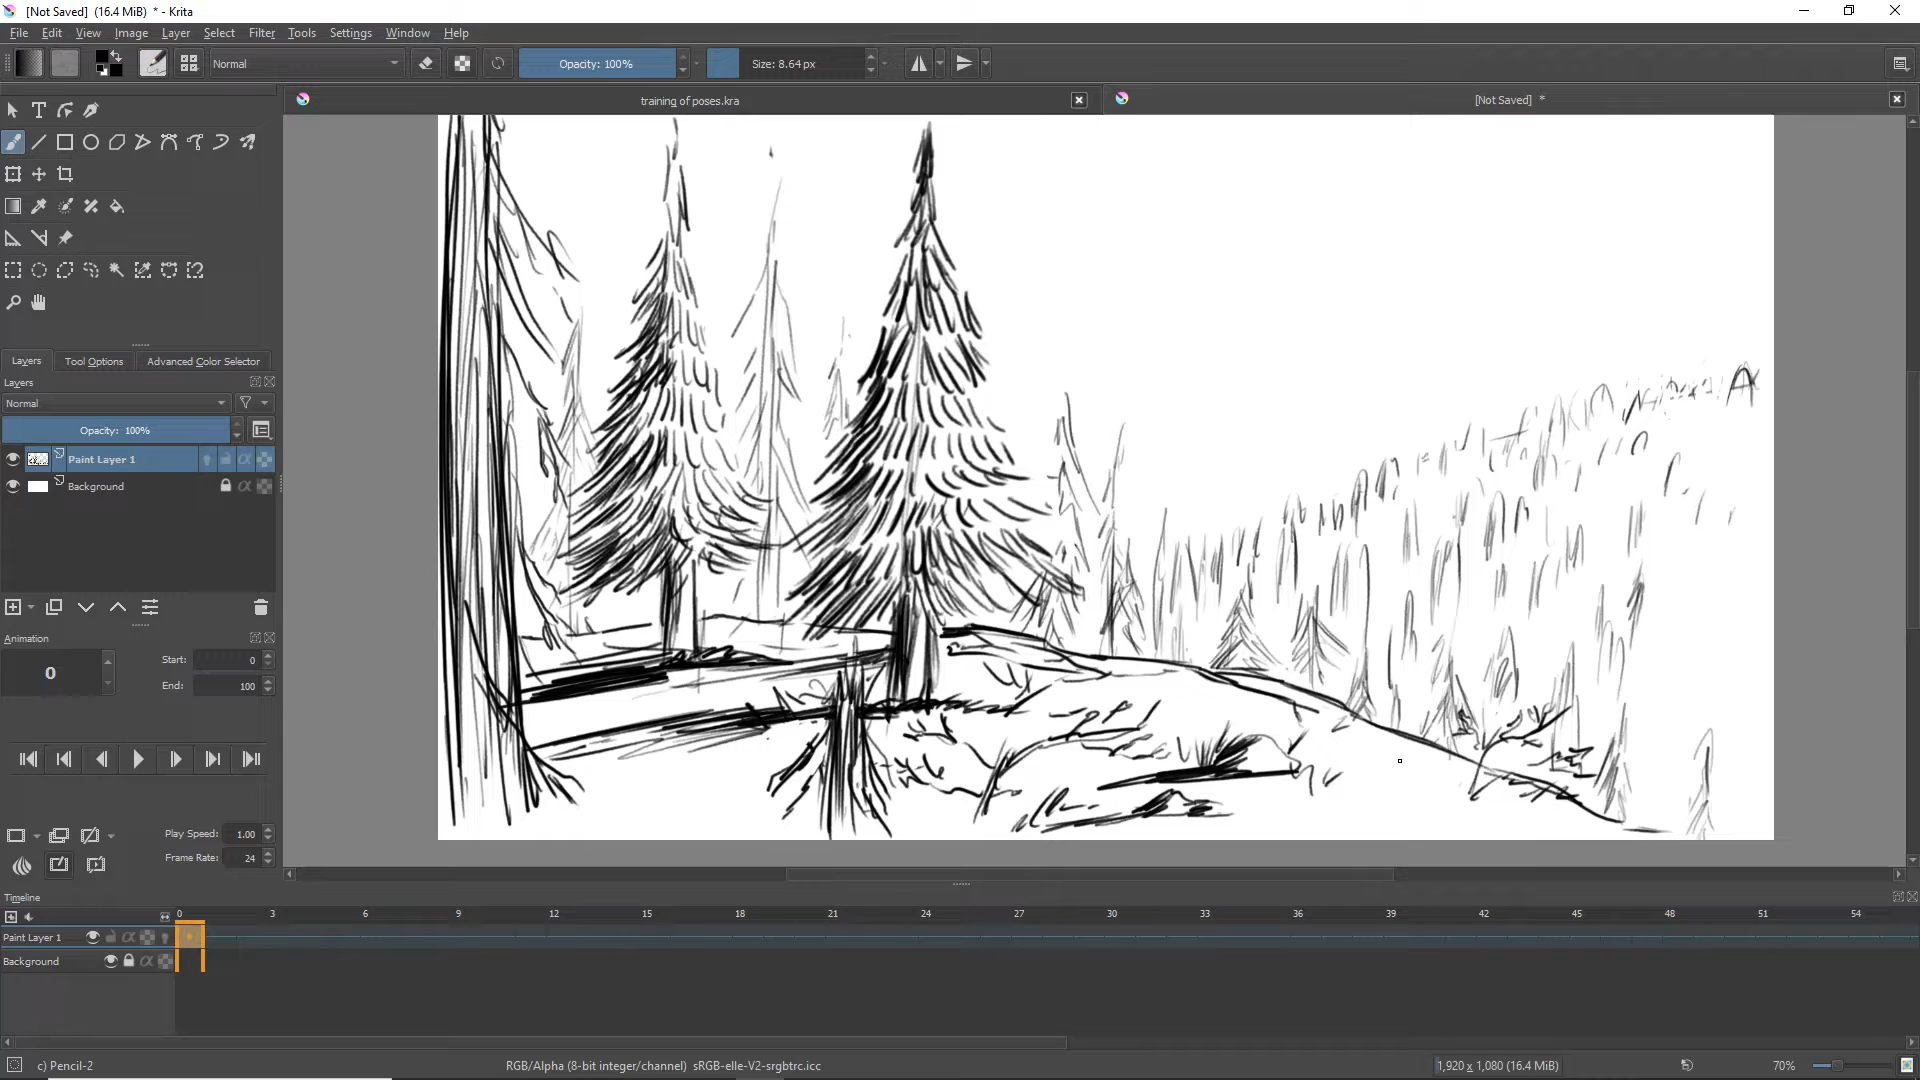 [Not Saved]  (16.4 MiB)  * - Krita
File Edit View Image Layer Select Filter Tools Settings Window Help
Normal Opacity: 100% Size: 8.64 px
training of poses.kra [Not Saved]  *
Layers Tool Options Advanced Color Selector
Layers
Normal
Opacity:  100%
Paint Layer 1
Background
Animation
0 Start: 0
End: 100
Play Speed: 1.00
Frame Rate: 24
Timeline
0 3 6 9 12 15 18 21 24 27 30 33 36 39 42 45 48 51 54
Paint Layer 1
Background
c) Pencil-2 RGB/Alpha (8-bit integer/channel)  sRGB-elle-V2-srgbtrc.icc 1,920 x 1,080 (16.4 MiB) 70%